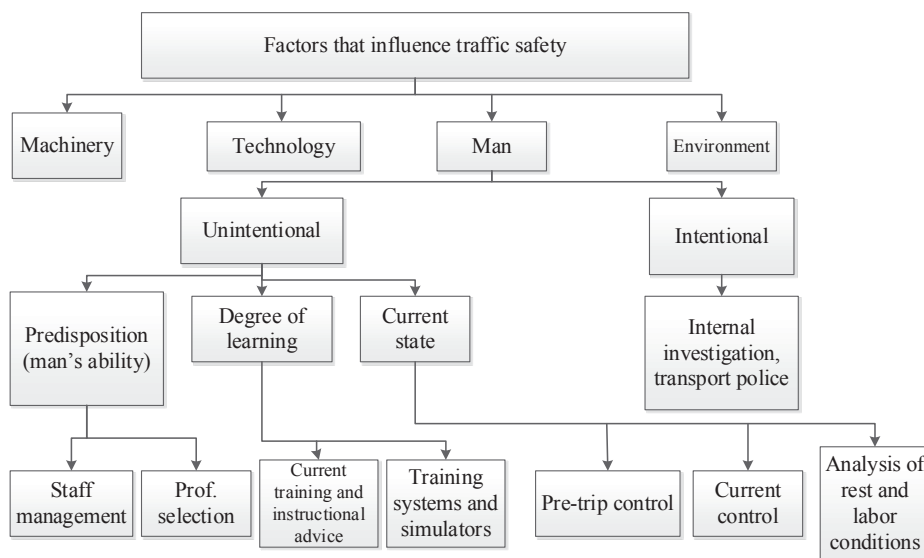 Factors that influence traffic safety
Machinery
Technology
Man
Environment
Unintentional
Intentional
Predisposition
(man's ability)
Degree of
learning
Current
state
Internal
investigation,
transport police
Staff
management
Prof.
selection
Current
training and
instructional
advice
Training
systems and
simulators
Pre-trip control
Current
control
Analysis of
rest and
labor
conditions